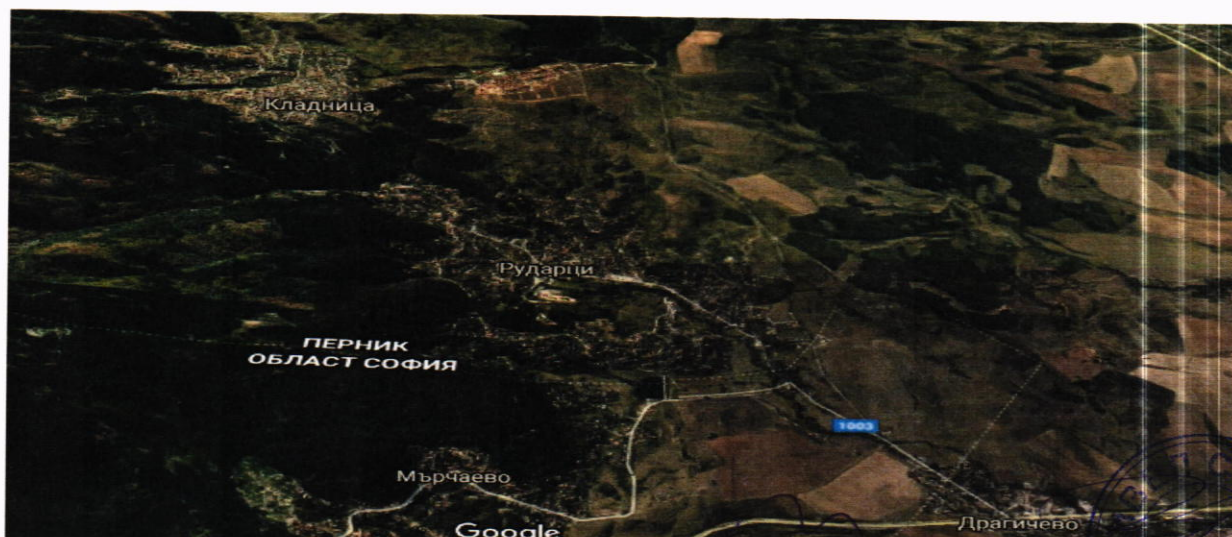 Кладница
Рударци
ПЕРНИК
ОБЛАСТ СОФИЯ
1003
Мърчаево
Google
Драгичево